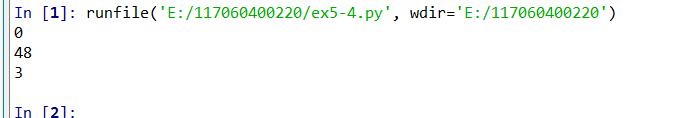 In [1]: runfile('E:/117060400220/ex5-4.py', wdir='E:/117060400220')
0
48
3
In [2]: